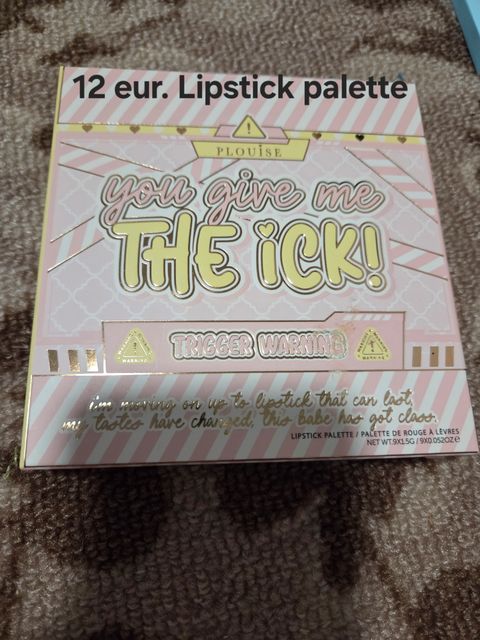 12 eur. Lipstick palette
PLOUISE
you give me
THE iCK!
TRIGGER WARNING
WARNING
WARNING
i'm moving on up to lipstick that can last,
my tastes have changed, this babe has got class.
LIPSTICK PALETTE / PALETTE DE ROUGE À LÈVRES
NET WT.9X1.5G / 9X0.052OZ e